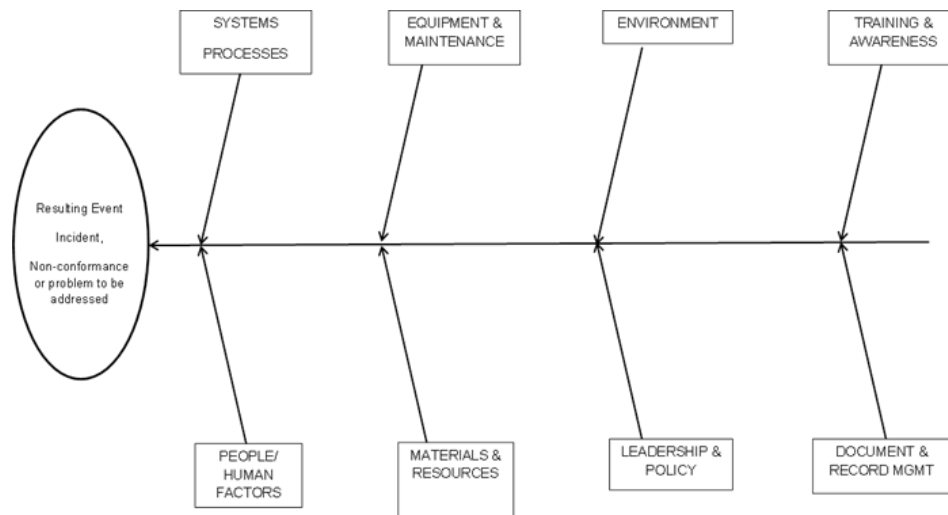 SYSTEMS
PROCESSES
EQUIPMENT &
MAINTENANCE
ENVIRONMENT
TRAINING &
AWARENESS
Resulting Event
Incident,
Non-conformance
or problem to be
addressed
PEOPLE/
HUMAN
FACTORS
MATERIALS &
RESOURCES
LEADERSHIP &
POLICY
DOCUMENT &
RECORD MGMT